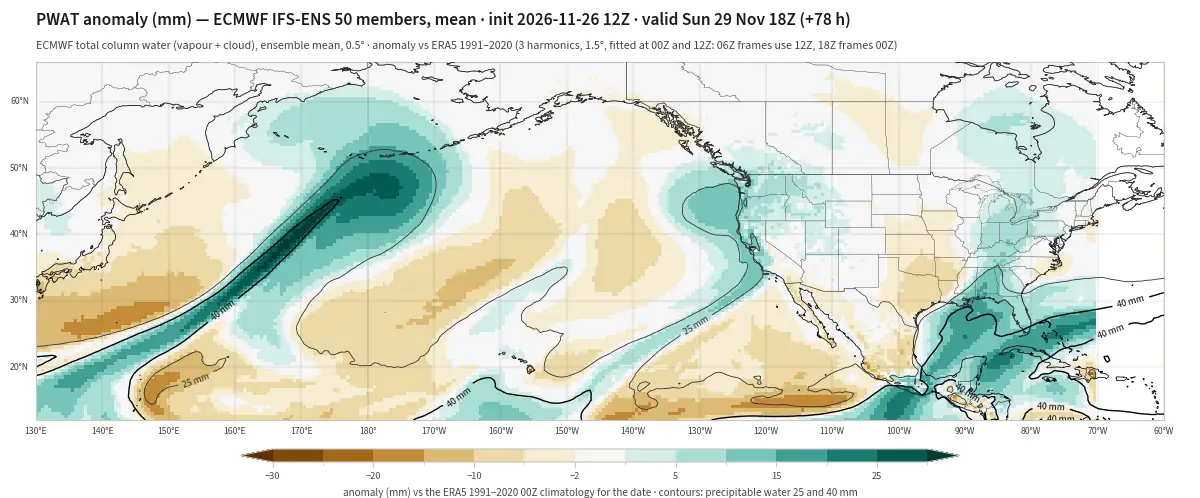 PWAT anomaly (mm) — ECMWF IFS-ENS 50 members, mean · init 2026-11-26 12Z · valid Sun 29 Nov 18Z (+78 h)
ECMWF total column water (vapour + cloud), ensemble mean, 0.5° · anomaly vs ERA5 1991–2020 (3 harmonics, 1.5°, fitted at 00Z and 12Z: 06Z frames use 12Z, 18Z frames 00Z)
60°N
50°N
40°N
30°N
20°N
40 mm
25 mm
40 mm
25 mm
40 mm
40 mm
40 mm
40 mm
40 mm
130°E 140°E 150°E 160°E 170°E 180° 170°W 160°W 150°W 140°W 130°W 120°W 110°W 100°W 90°W 80°W 70°W 60°W
−30 −20 −10 −2 5 15 25
anomaly (mm) vs the ERA5 1991–2020 00Z climatology for the date · contours: precipitable water 25 and 40 mm